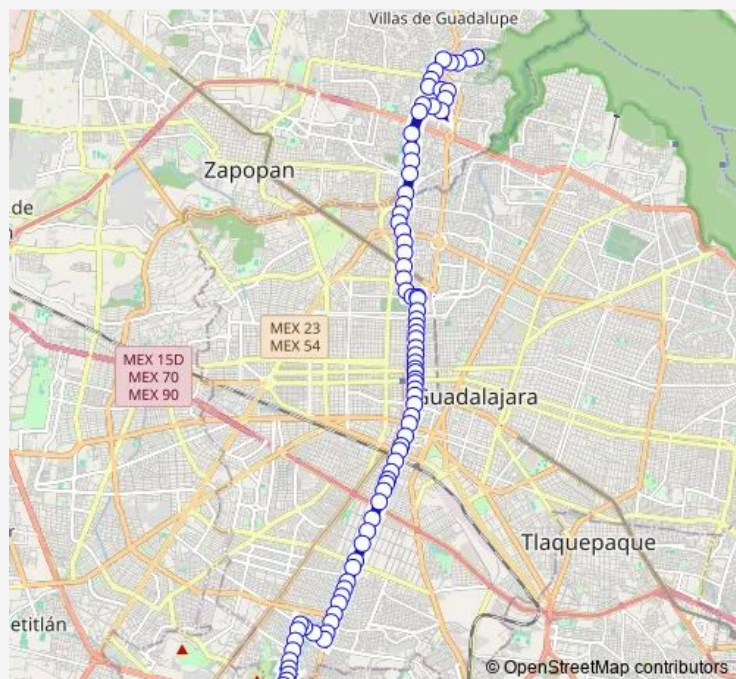 Villas de Guadalupe
Zapopan
de
MEX 23
MEX 54
MEX 15D
MEX 70
MEX 90
Guadalajara
Tlaquepaque
etitlán
© OpenStreetMap contributors